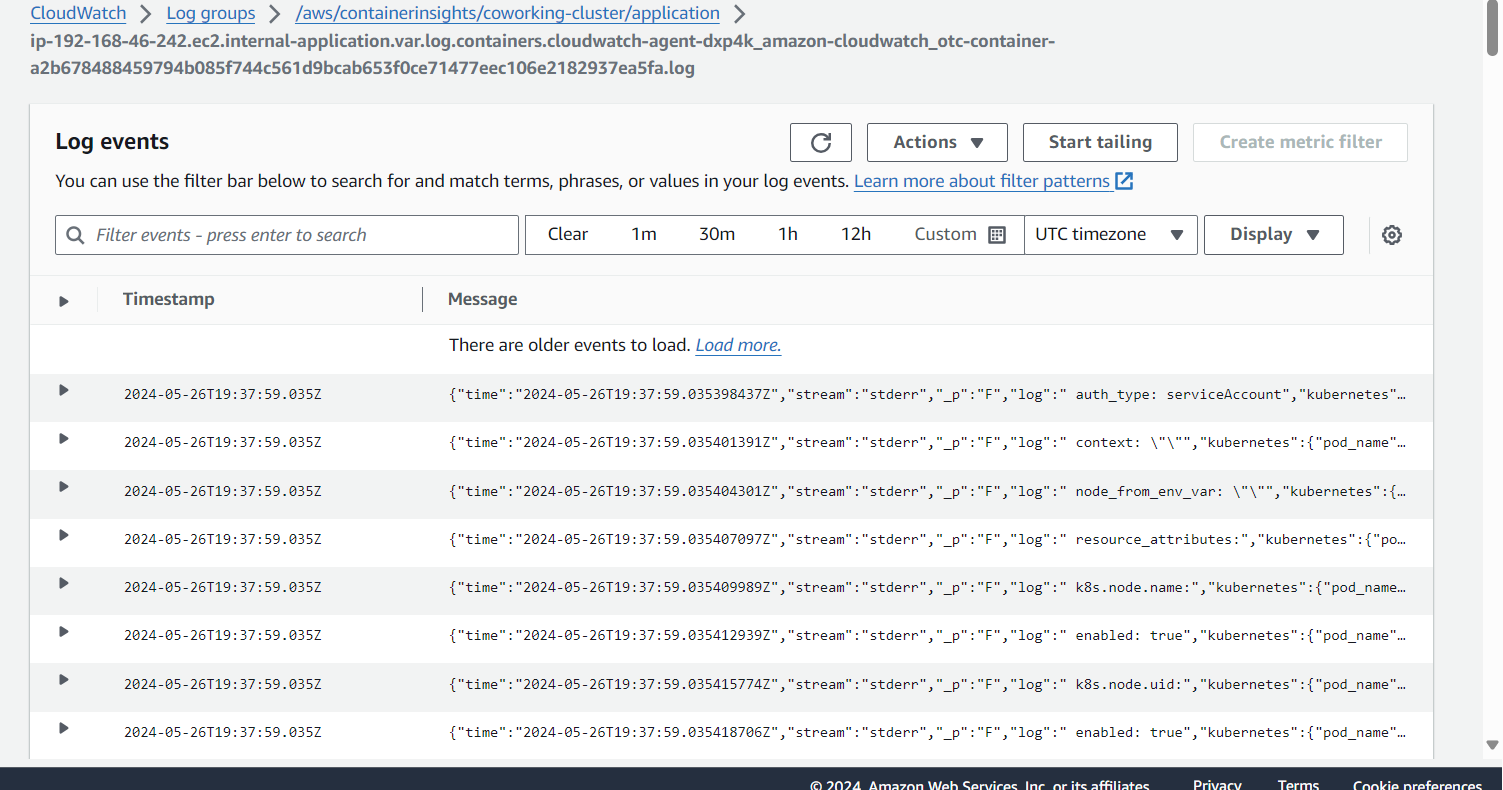 CloudWatch > Log groups > /aws/containerinsights/coworking-cluster/application >
ip-192-168-46-242.ec2.internal-application.var.log.containers.cloudwatch-agent-dxp4k_amazon-cloudwatch_otc-container-
a2b678488459794b085f744c561d9bcab653f0ce71477eec106e2182937ea5fa.log
Log events
Actions
Start tailing
Create metric filter
You can use the filter bar below to search for and match terms, phrases, or values in your log events. Learn more about filter patterns
Filter events - press enter to search
Clear 1m 30m 1h 12h Custom UTC timezone Display
Timestamp Message
There are older events to load. Load more.
2024-05-26T19:37:59.035Z {"time":"2024-05-26T19:37:59.035398437Z","stream":"stderr","_p":"F","log":" auth_type: serviceAccount","kubernetes"…
2024-05-26T19:37:59.035Z {"time":"2024-05-26T19:37:59.035401391Z","stream":"stderr","_p":"F","log":" context: \"\"","kubernetes":{"pod_name"…
2024-05-26T19:37:59.035Z {"time":"2024-05-26T19:37:59.035404301Z","stream":"stderr","_p":"F","log":" node_from_env_var: \"\"","kubernetes":{…
2024-05-26T19:37:59.035Z {"time":"2024-05-26T19:37:59.035407097Z","stream":"stderr","_p":"F","log":" resource_attributes:","kubernetes":{"po…
2024-05-26T19:37:59.035Z {"time":"2024-05-26T19:37:59.035409989Z","stream":"stderr","_p":"F","log":" k8s.node.name:","kubernetes":{"pod_name…
2024-05-26T19:37:59.035Z {"time":"2024-05-26T19:37:59.035412939Z","stream":"stderr","_p":"F","log":" enabled: true","kubernetes":{"pod_name"…
2024-05-26T19:37:59.035Z {"time":"2024-05-26T19:37:59.035415774Z","stream":"stderr","_p":"F","log":" k8s.node.uid:","kubernetes":{"pod_name"…
2024-05-26T19:37:59.035Z {"time":"2024-05-26T19:37:59.035418706Z","stream":"stderr","_p":"F","log":" enabled: true","kubernetes":{"pod_name"…
© 2024, Amazon Web Services, Inc. or its affiliates. Privacy Terms Cookie preferences